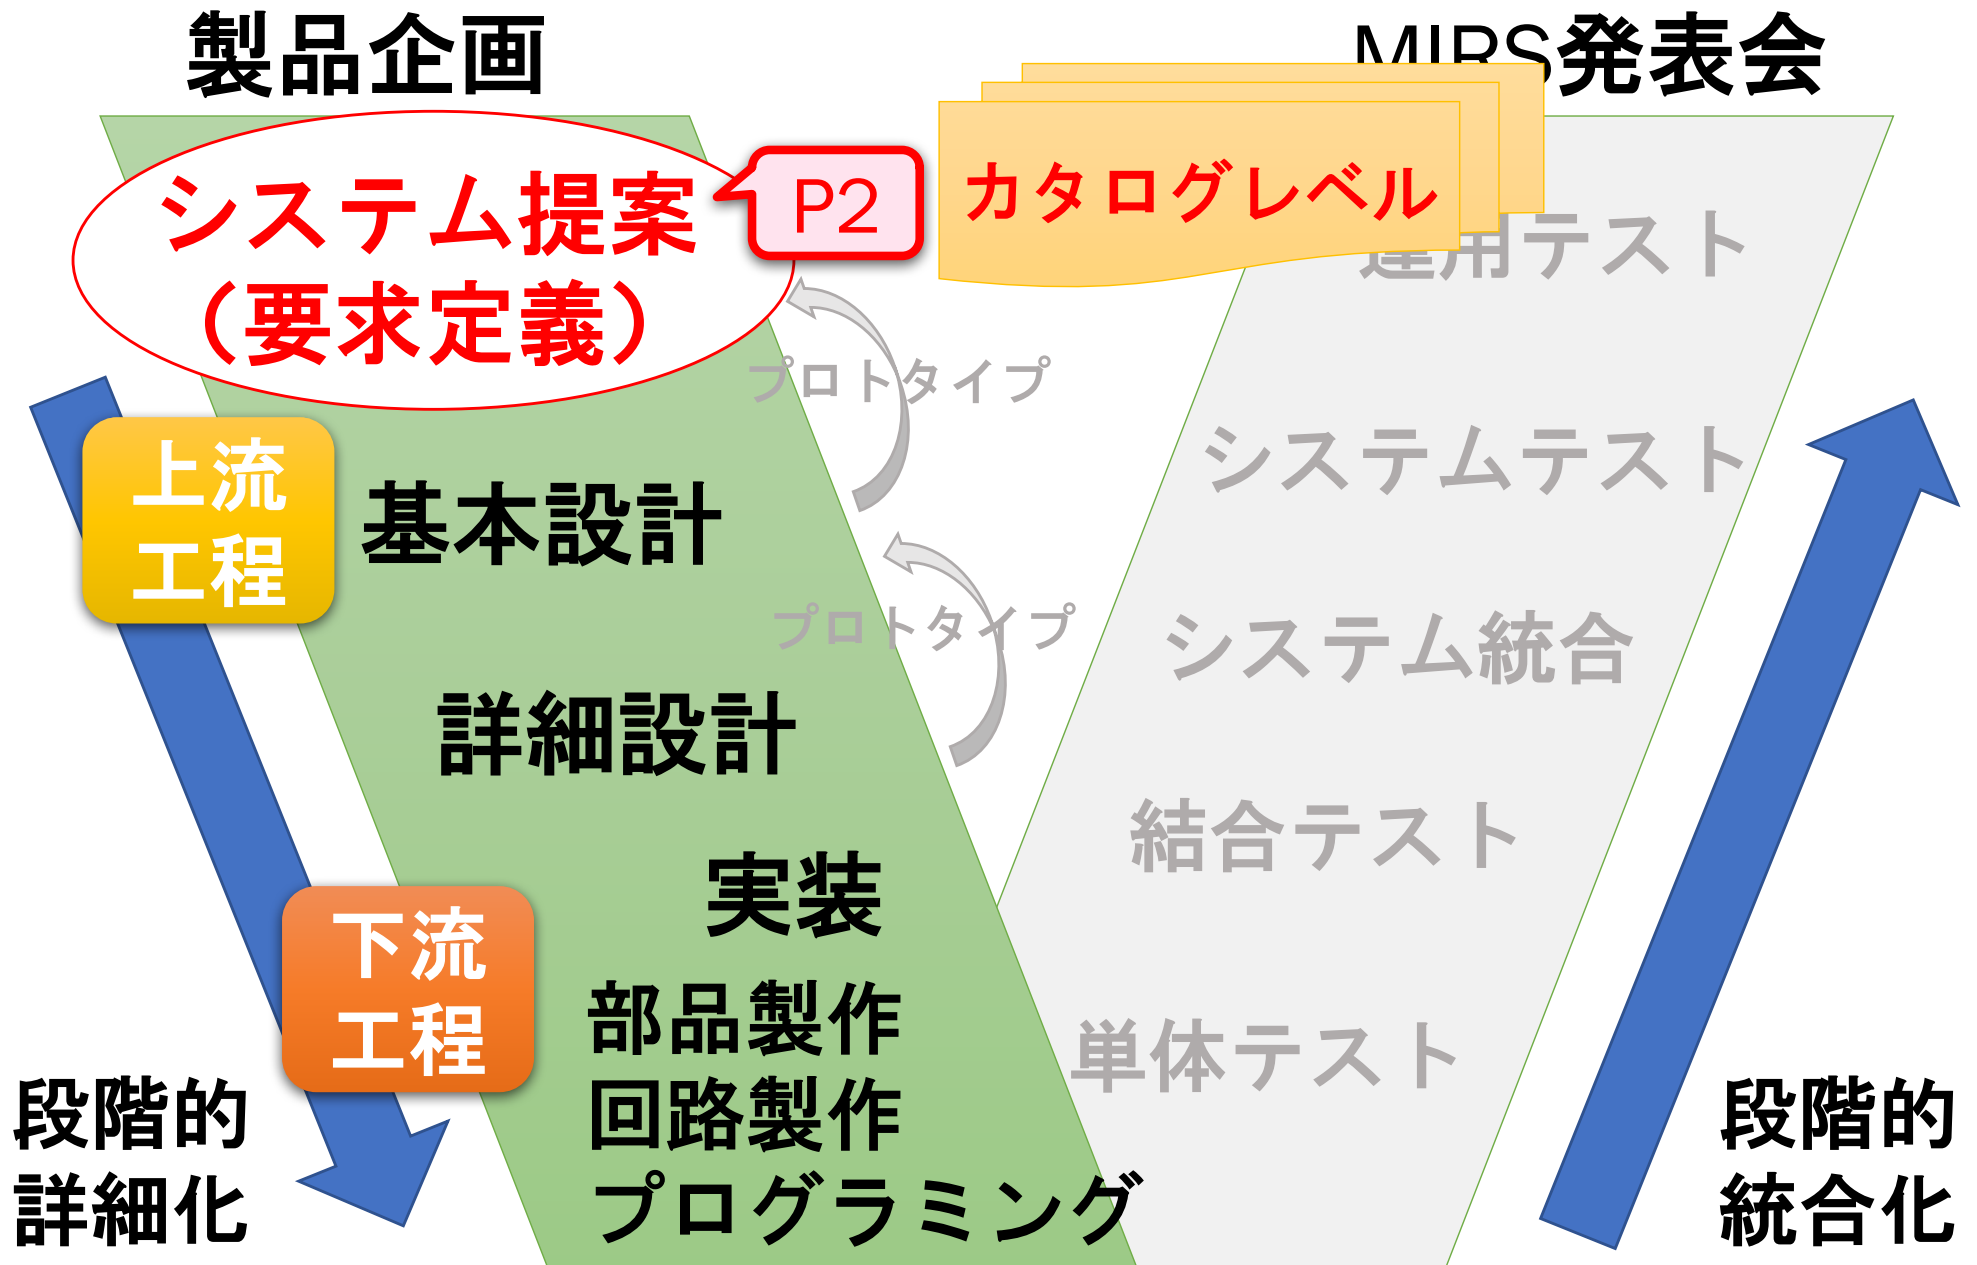 製品企画
MIRS発表会
システム提案
（要求定義）
P2
カタログレベル
運用テスト
プロトタイプ
上流
工程
基本設計
システムテスト
プロトタイプ
システム統合
詳細設計
結合テスト
実装
下流
工程
部品製作
回路製作
プログラミング
単体テスト
段階的
詳細化
段階的
統合化